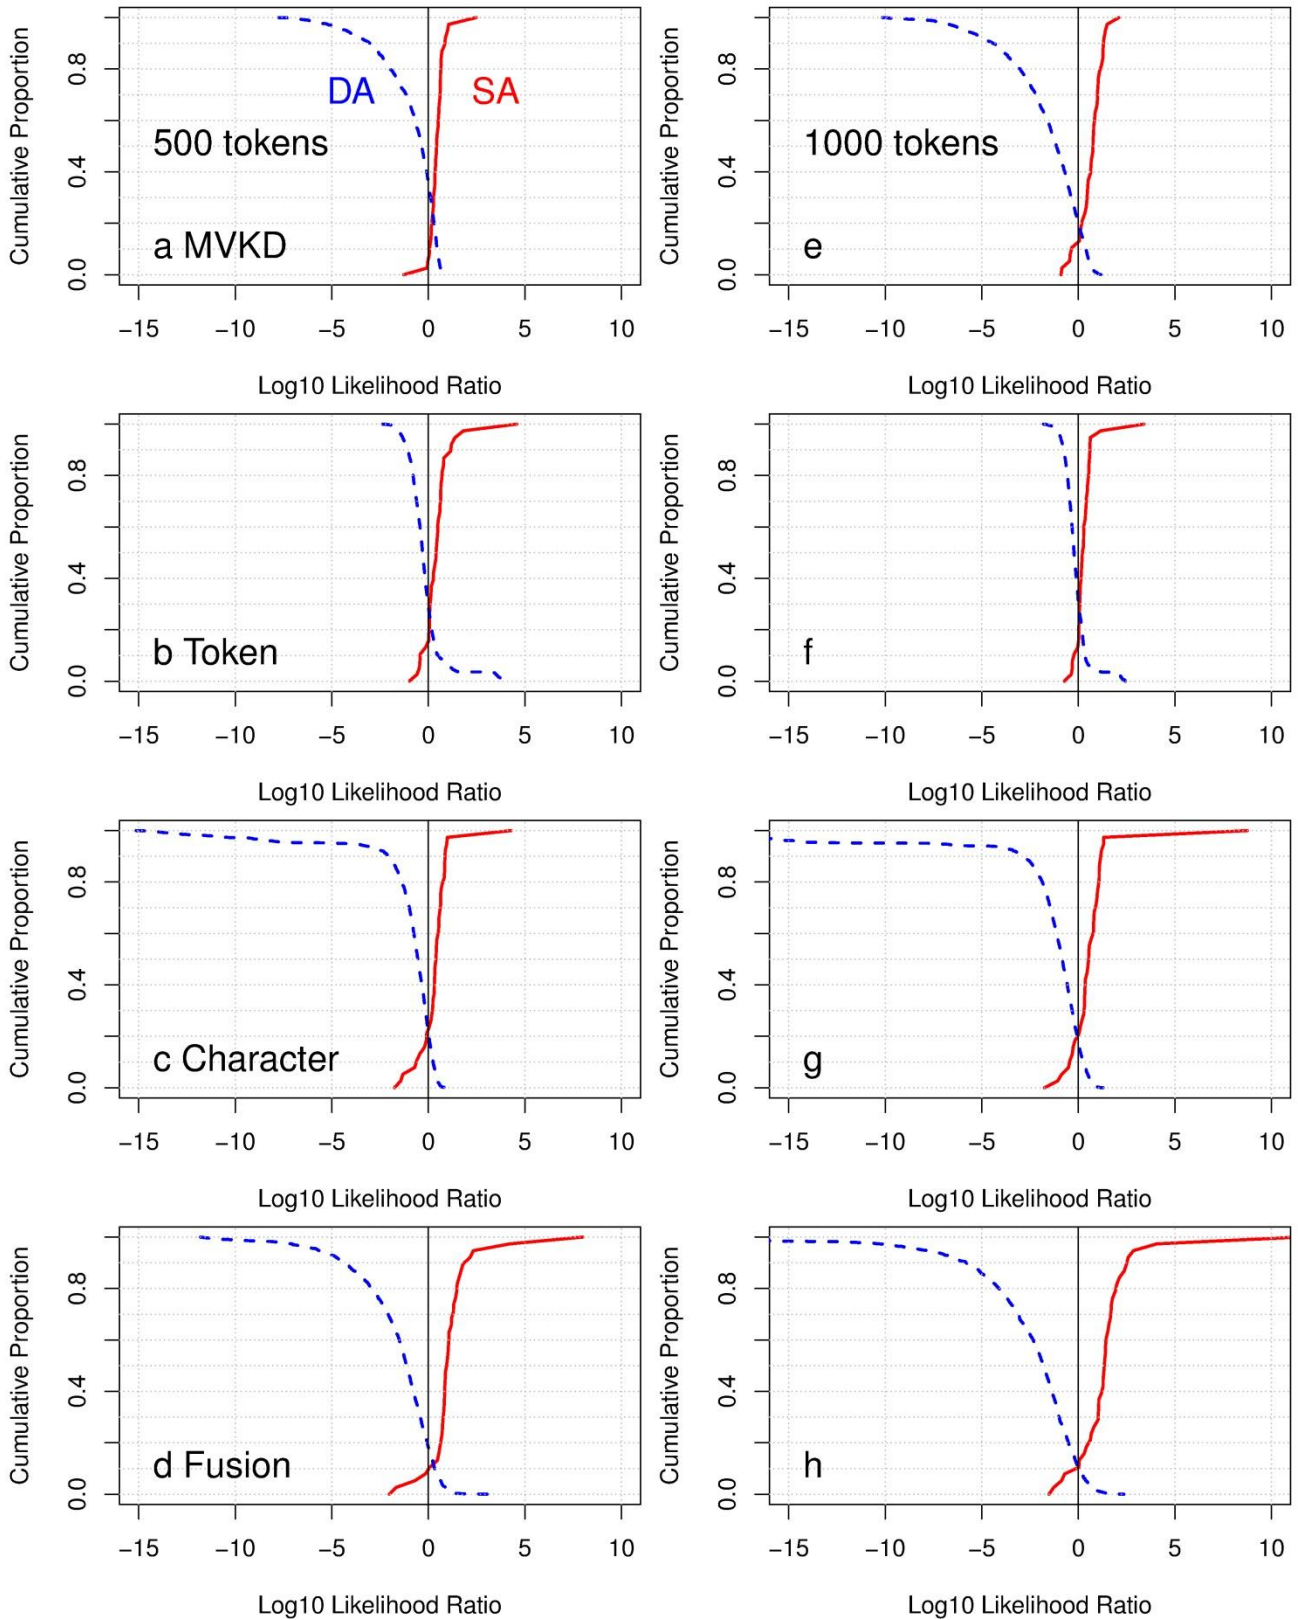 Cumulative Proportion
0.0 0.4 0.8
DA SA
500 tokens
a MVKD
−15 −10 −5 0 5 10
Log10 Likelihood Ratio
Cumulative Proportion
0.0 0.4 0.8
1000 tokens
e
−15 −10 −5 0 5 10
Log10 Likelihood Ratio
Cumulative Proportion
0.0 0.4 0.8
b Token
−15 −10 −5 0 5 10
Log10 Likelihood Ratio
Cumulative Proportion
0.0 0.4 0.8
f
−15 −10 −5 0 5 10
Log10 Likelihood Ratio
Cumulative Proportion
0.0 0.4 0.8
c Character
−15 −10 −5 0 5 10
Log10 Likelihood Ratio
Cumulative Proportion
0.0 0.4 0.8
g
−15 −10 −5 0 5 10
Log10 Likelihood Ratio
Cumulative Proportion
0.0 0.4 0.8
d Fusion
−15 −10 −5 0 5 10
Log10 Likelihood Ratio
Cumulative Proportion
0.0 0.4 0.8
h
−15 −10 −5 0 5 10
Log10 Likelihood Ratio